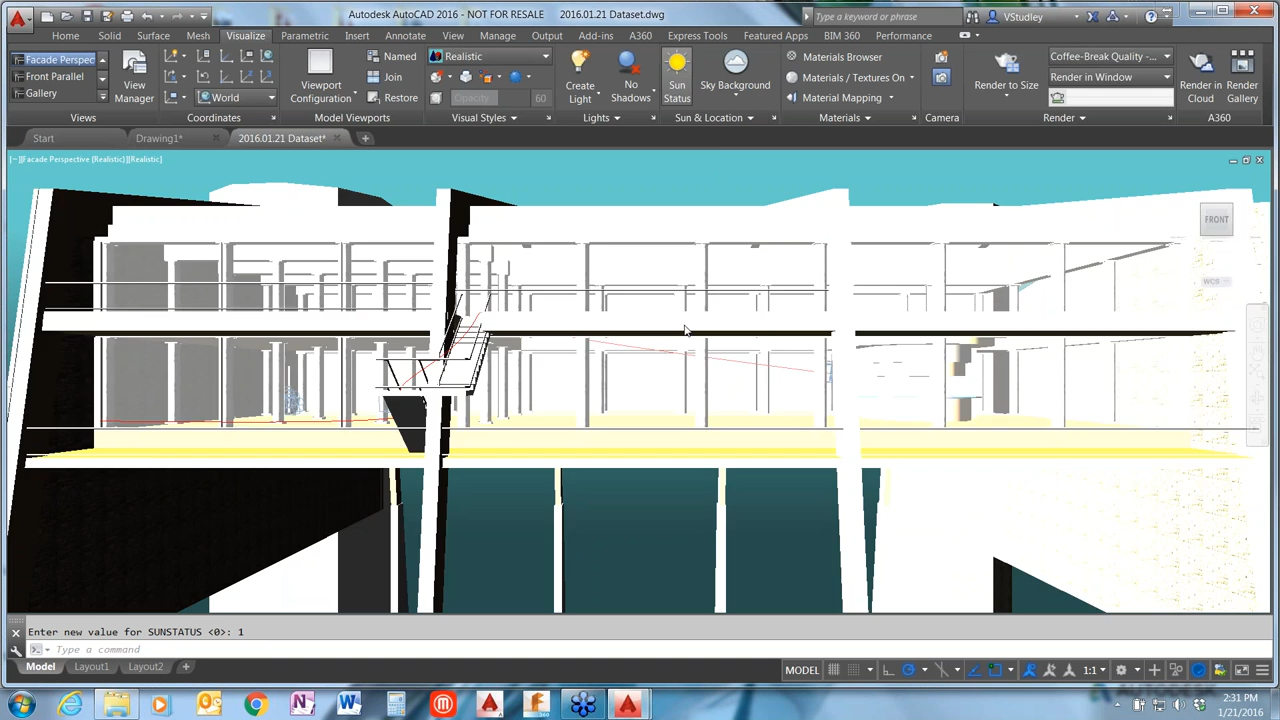 Autodesk AutoCAD 2016 - NOT FOR RESALE 2016.01.21 Dataset.dwg
Type a keyword or phrase
VStudley
Home Solid Surface Mesh Visualize Parametric Insert Annotate View Manage Output Add-ins A360 Express Tools Featured Apps BIM 360 Performance
Facade Perspec
Front Parallel
Gallery
View Manager
Views
World
Coordinates
Viewport Configuration
Named
Join
Restore
Model Viewports
Realistic
Opacity 60
Visual Styles
Create Light
No Shadows
Lights
Sun Status
Sky Background
Sun & Location
Materials Browser
Materials / Textures On
Material Mapping
Materials
Camera
Render to Size
Coffee-Break Quality -
Render in Window
Render
Render in Cloud
Render Gallery
A360
Start Drawing1* 2016.01.21 Dataset*
[−][Facade Perspective (Realistic)][Realistic]
FRONT
WCS
Enter new value for SUNSTATUS <0>: 1
Type a command
Model Layout1 Layout2
MODEL 1:1
2:31 PM
1/21/2016